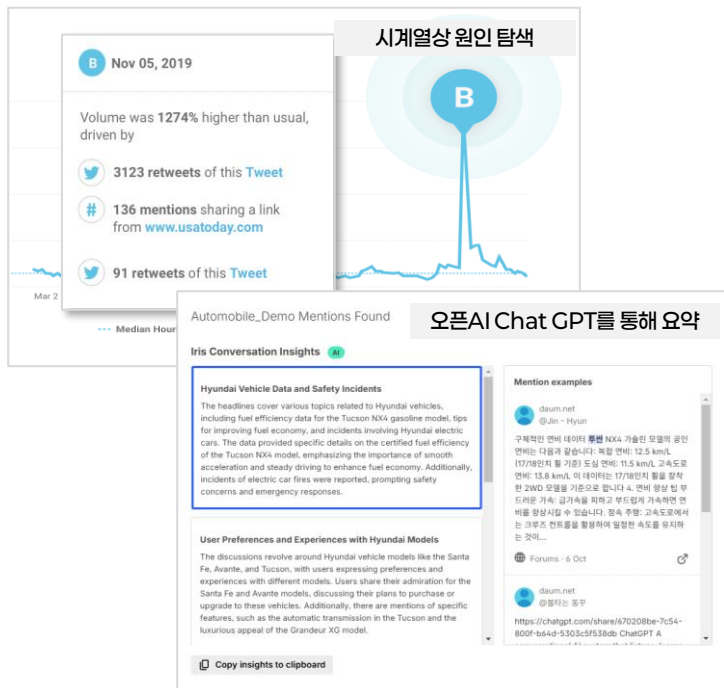 시계열상 원인 탐색
B
Nov 05, 2019
Volume was 1274% higher than usual,
driven by
3123 retweets of this Tweet
# 136 mentions sharing a link
from www.usatoday.com
91 retweets of this Tweet
B
Mar 2
Median Hour
Automobile_Demo Mentions Found
오픈AI Chat GPT를 통해 요약
Iris Conversation Insights AI
Hyundai Vehicle Data and Safety Incidents
The headlines cover various topics related to Hyundai vehicles,
including fuel efficiency data for the Tucson NX4 gasoline model, tips
for improving fuel economy, and incidents involving Hyundai electric
cars. The data provided specific details on the certified fuel efficiency
of the Tucson NX4 model, emphasizing the importance of smooth
acceleration and steady driving to enhance fuel economy. Additionally,
incidents of electric car fires were reported, prompting safety
concerns and emergency responses.
User Preferences and Experiences with Hyundai Models
The discussions revolve around Hyundai vehicle models like the Santa
Fe, Avante, and Tucson, with users expressing preferences and
experiences with different models. Users share their admiration for the
Santa Fe and Avante models, discussing their plans to purchase or
upgrade to these vehicles. Additionally, there are mentions of specific
features, such as the automatic transmission in the Tucson and the
luxurious appeal of the Grandeur XG model.
Copy insights to clipboard
Mention examples
daum.net
@Jin - Hyun
구체적인 연비 데이터 투싼 NX4 가솔린 모델의 공인
연비는 다음과 같습니다: 복합 연비: 12.5 km/L
(17/18인치 휠 기준) 도심 연비: 11.5 km/L 고속도로
연비: 13.8 km/L 이 데이터는 17/18인치 휠을 장착
한 2WD 모델을 기준으로 합니다 4. 연비 향상 팁 부
드러운 가속: 급가속을 피하고 부드럽게 가속하면 연
비를 향상시킬 수 있습니다. 정속 주행: 고속도로에서
는 크루즈 컨트롤을 활용하여 일정한 속도를 유지하
는 것이...
Forums - 6 Oct
daum.net
@불타는 동꾸
https://chatgpt.com/share/670208be-7c54-
800f-b64d-5303c5f538db ChatGPT A